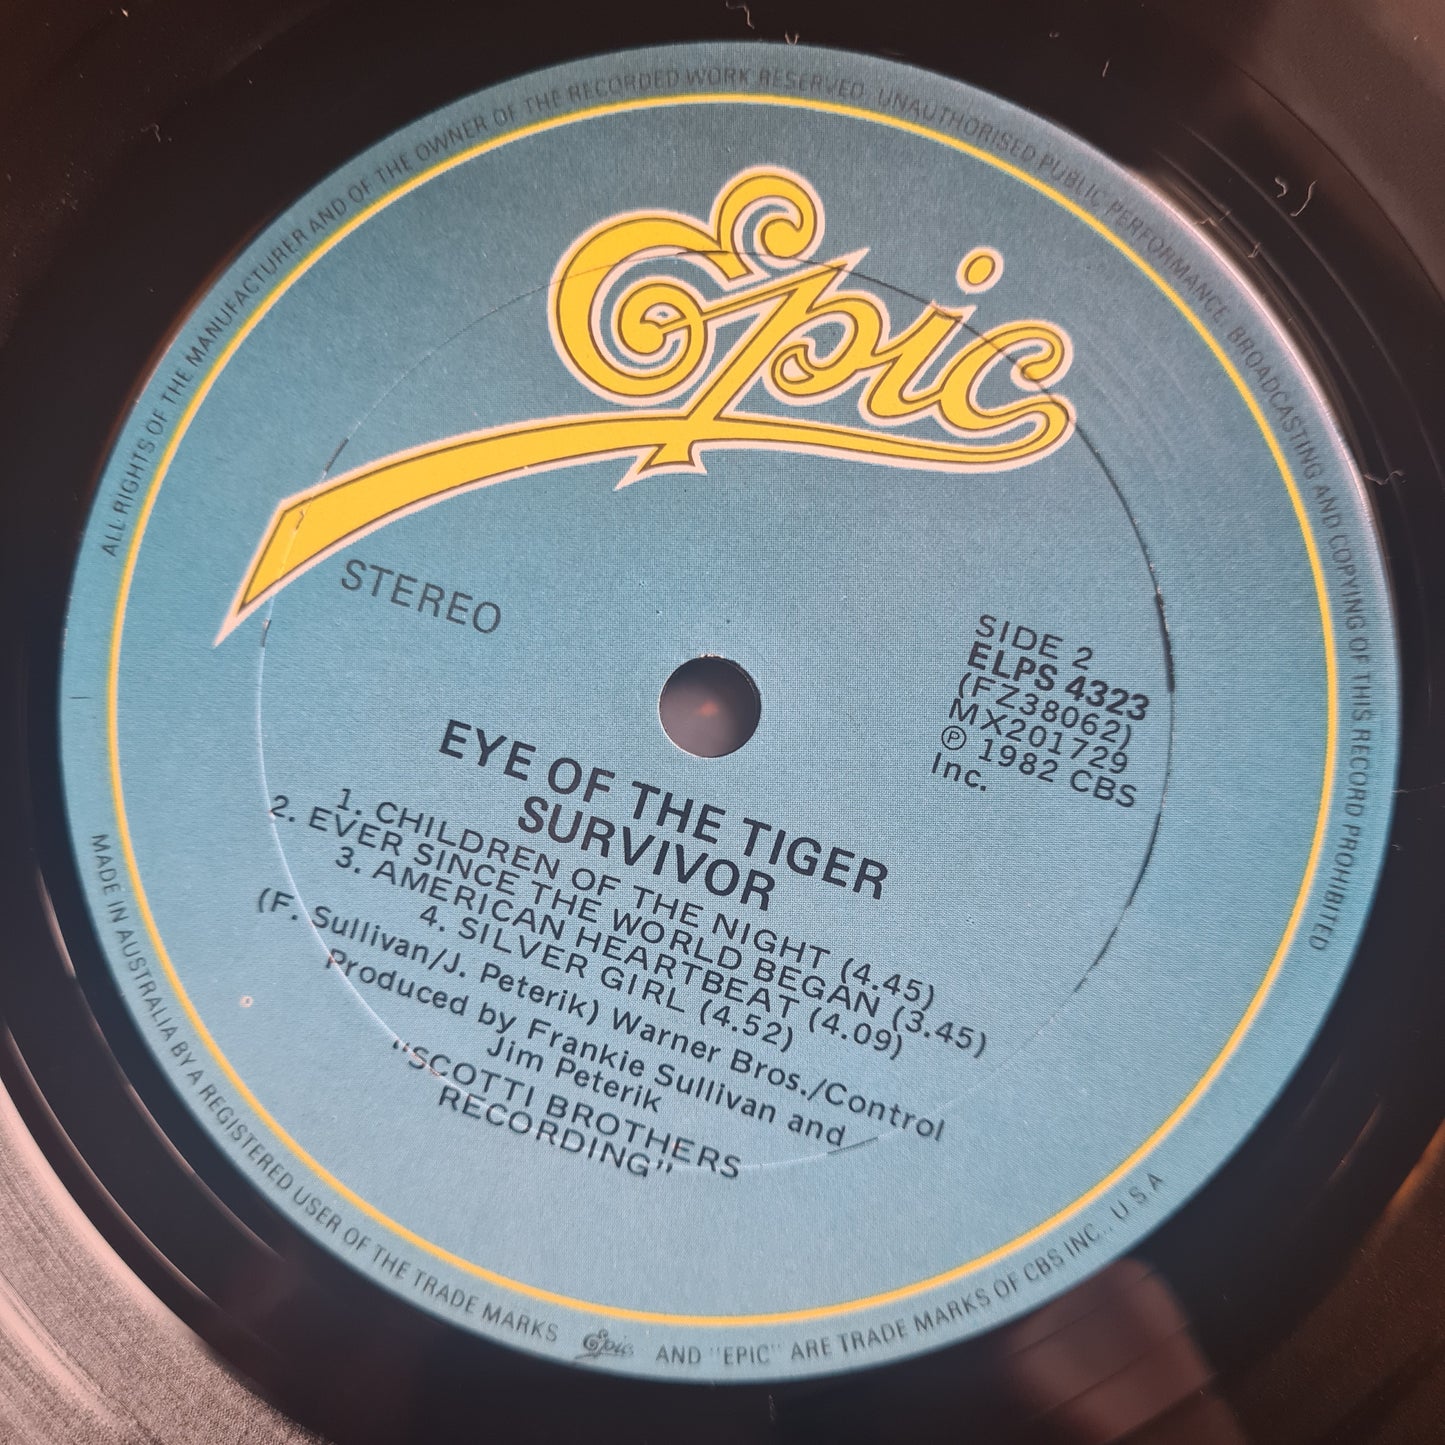 ALL RIGHTS OF THE MANUFACTURER AND OF THE OWNER OF THE RECORDED WORK RESERVED. UNAUTHORISED PUBLIC PERFORMANCE, BROADCASTING AND COPYING OF THIS RECORD PROHIBITED
Epic
STEREO
SIDE 2
ELPS 4323
(FZ38062)
MX201729
℗ 1982 CBS
Inc.
EYE OF THE TIGER
SURVIVOR
1. CHILDREN OF THE NIGHT (4.45)
2. EVER SINCE THE WORLD BEGAN (3.45)
3. AMERICAN HEARTBEAT (4.09)
4. SILVER GIRL (4.52)
(F. Sullivan/J. Peterik) Warner Bros./Control
Produced by Frankie Sullivan and
Jim Peterik
"SCOTTI BROTHERS
RECORDING"
MADE IN AUSTRALIA BY A REGISTERED USER OF THE TRADE MARKS Epic AND "EPIC" ARE TRADE MARKS OF CBS INC., U S A